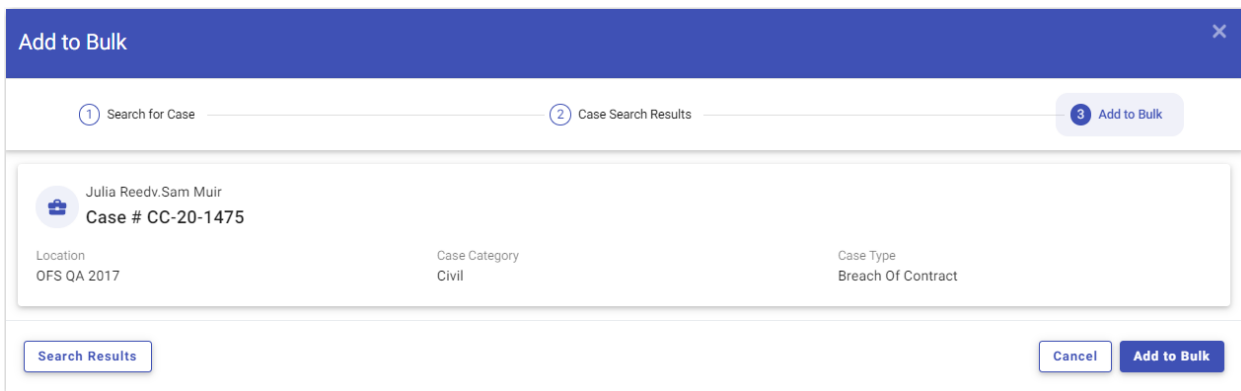 Add to Bulk
1 Search for Case 2 Case Search Results 3 Add to Bulk
Julia Reedv.Sam Muir
Case # CC-20-1475
Location Case Category Case Type
OFS QA 2017 Civil Breach Of Contract
Search Results Cancel Add to Bulk